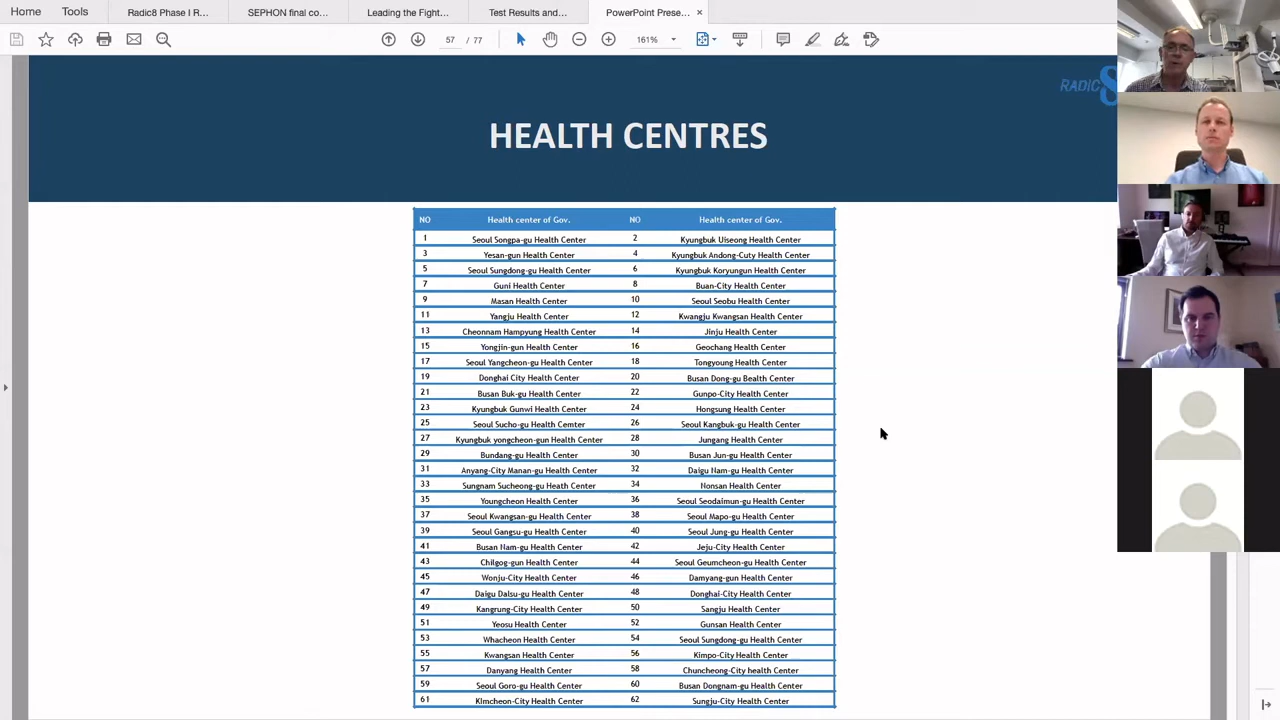 Home Tools Radic8 Phase I R... SEPHON final co... Leading the Fight... Test Results and... PowerPoint Prese... ×
57 / 77 161%
RADIC8
HEALTH CENTRES
NO Health center of Gov. NO Health center of Gov.
1 Seoul Songpa-gu Health Center 2 Kyungbuk Uiseong Health Center
3 Yesan-gun Health Center 4 Kyungbuk Andong-Cuty Health Center
5 Seoul Sungdong-gu Health Center 6 Kyungbuk Koryungun Health Center
7 Guni Health Center 8 Buan-City Health Center
9 Masan Health Center 10 Seoul Seobu Health Center
11 Yangju Health Center 12 Kwangju Kwangsan Health Center
13 Cheonnam Hampyung Health Center 14 Jinju Health Center
15 Yongjin-gun Health Center 16 Geochang Health Center
17 Seoul Yangcheon-gu Health Center 18 Tongyoung Health Center
19 Donghai City Health Center 20 Busan Dong-gu Bealth Center
21 Busan Buk-gu Health Center 22 Gunpo-City Health Center
23 Kyungbuk Gunwi Health Center 24 Hongsung Health Center
25 Seoul Sucho-gu Health Cemter 26 Seoul Kangbuk-gu Health Center
27 Kyungbuk yongcheon-gun Health Center 28 Jungang Health Center
29 Bundang-gu Health Center 30 Busan Jun-gu Health Center
31 Anyang-City Manan-gu Health Center 32 Daigu Nam-gu Health Center
33 Sungnam Sucheong-gu Haeth Center 34 Nonsan Health Center
35 Youngcheon Health Center 36 Seoul Seodaimun-gu Health Center
37 Seoul Kwangsan-gu Health Center 38 Seoul Mapo-gu Health Center
39 Seoul Gangsu-gu Health Center 40 Seoul Jung-gu Health Center
41 Busan Nam-gu Health Center 42 Jeju-City Health Center
43 Chilgog-gun Health Center 44 Seoul Geumcheon-gu Health Center
45 Wonju-City Health Center 46 Damyang-gun Health Center
47 Daigu Dalsu-gu Health Center 48 Donghai-City Health Center
49 Kangrung-City Health Center 50 Sangju Health Center
51 Yeosu Health Center 52 Gunsan Health Center
53 Whacheon Health Center 54 Seoul Sungdong-gu Health Center
55 Kwangsan Health Center 56 Kimpo-City Health Center
57 Danyang Health Center 58 Chuncheong-City health Center
59 Seoul Goro-gu Health Center 60 Busan Dongnam-gu Health Center
61 Kimcheon-City Health Center 62 Sungju-City Health Center